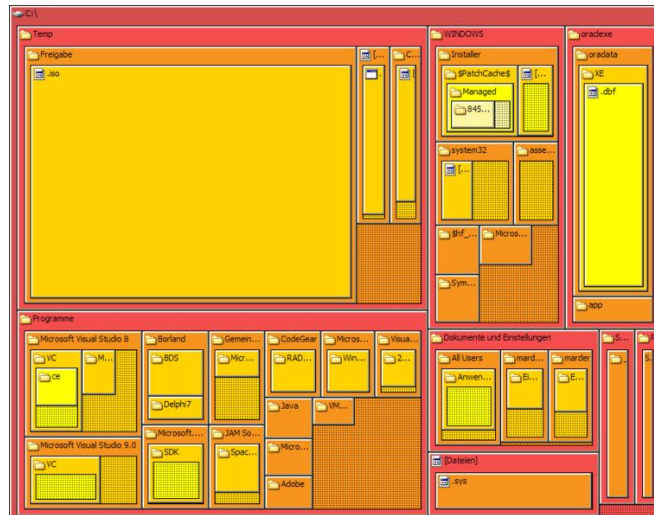 C:\
Temp
Freigabe
.iso
[...
C...
[
WINDOWS
Installer
$PatchCache$
[...
Managed
845...
system32
asse...
[...
$hf_...
Micros...
Sym...
oraclexe
oradata
XE
.dbf
app
Programme
Microsoft Visual Studio 8
VC
M...
ce
Microsoft Visual Studio 9.0
VC
Borland
BDS
Delphi7
Microsoft....
SDK
Gemein...
Micr...
JAM So...
Spac...
CodeGear
RAD...
Java
Micro...
Adobe
Micros...
Win...
VM...
Visua...
2...
Dokumente und Einstellungen
All Users
Anwen...
mard...
Ei...
marder
E...
[Dateien]
.sys
S...